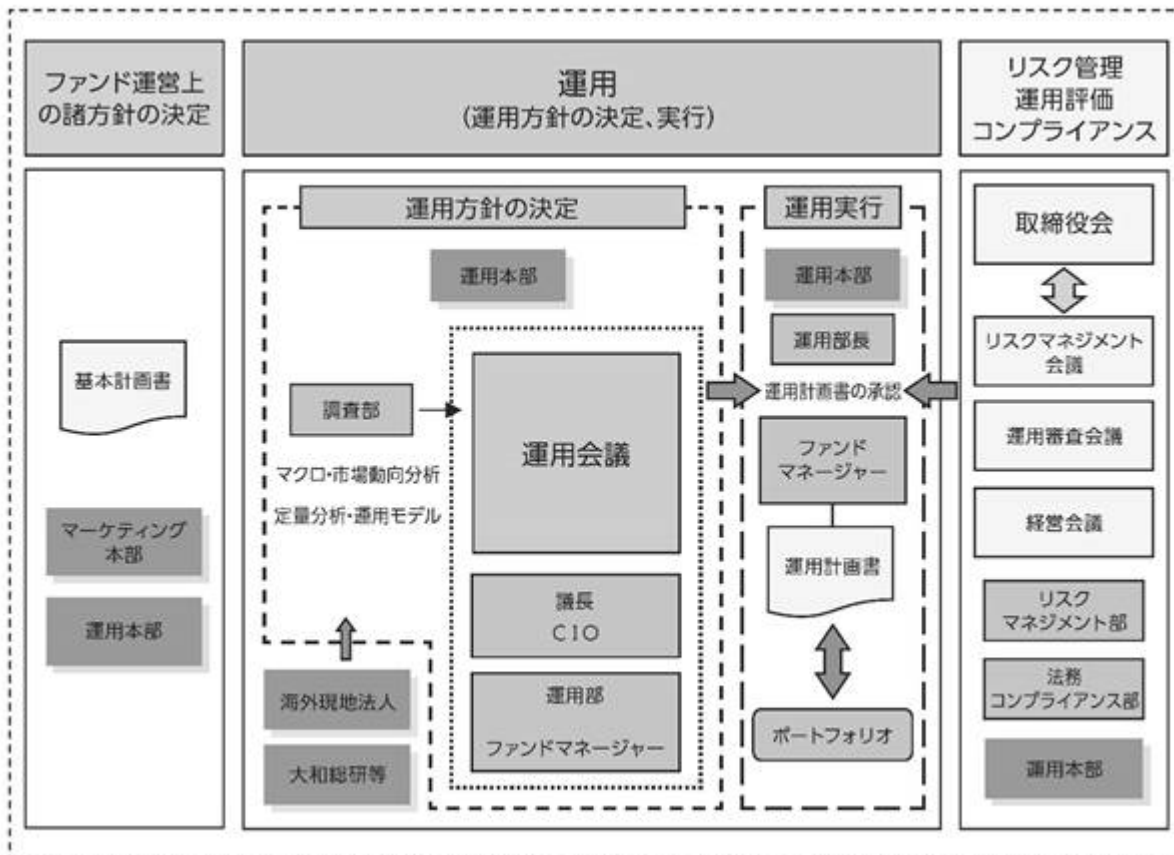 ファンド運営上
の諸方針の決定
運用
(運用方針の決定、実行)
リスク管理
運用評価
コンプライアンス
基本計画書
マーケティング
本部
運用本部
運用方針の決定
運用本部
調査部
マクロ・市場動向分析
定量分析・運用モデル
海外現地法人
大和総研等
運用会議
議長
CIO
運用部
ファンドマネージャー
運用実行
運用本部
運用部長
運用計画書の承認
ファンド
マネージャー
運用計画書
ポートフォリオ
取締役会
リスクマネジメント
会議
運用審査会議
経営会議
リスク
マネジメント部
法務
コンプライアンス部
運用本部